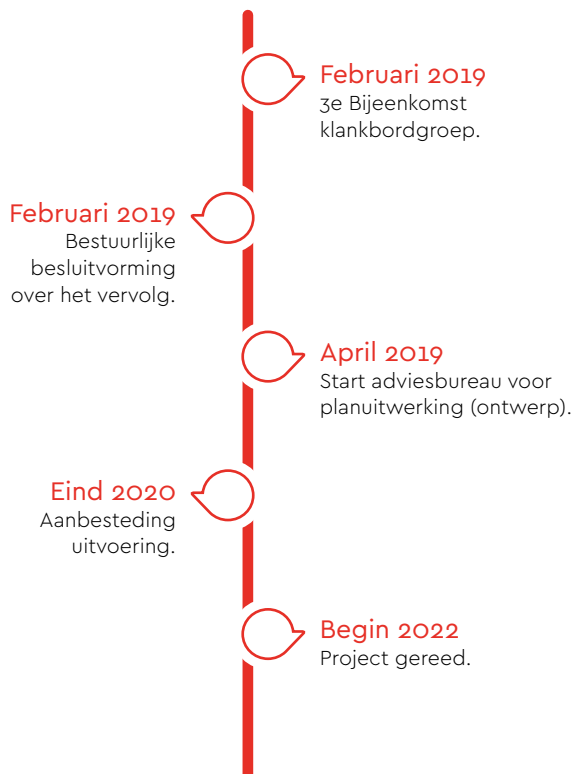 Februari 2019
3e Bijeenkomst
klankbordgroep.
Februari 2019
Bestuurlijke
besluitvorming
over het vervolg.
April 2019
Start adviesbureau voor
planuitwerking (ontwerp).
Eind 2020
Aanbesteding
uitvoering.
Begin 2022
Project gereed.